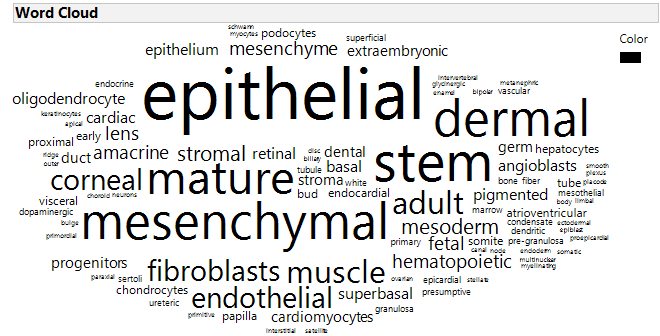 Word Cloud
Color
schwann
myocytes
podocytes
superficial
epithelium
mesenchyme
extraembryonic
endocrine
oligodendrocyte
keratinocytes
cardiac
apical
early
lens
proximal
epithelial
intervertebral
glycinergic
metanephric
enamel
bipolar
vascular
dermal
ridge
outer
duct
amacrine
stromal
retinal
disc
billiey
dental
tubule
basal
stem
germ
hepatocytes
angioblasts
smooth
plexus
bone
fiber
tube
placode
corneal
mature
stroma
white
bud
endocardial
choroid
neurons
visceral
dopaminergic
bulge
primordial
mesenchymal
adult
pigmented
mesothelial
body
limbal
marrow
atrioventricular
condensate
ectodermal
dendritic
epiblast
mesoderm
primary
fetal
somite
pre-granulosa
proepicardial
canal
node
endoderm
somatic
hematopoietic
multinuclear
myelinating
progenitors
paraxial
sertoli
fibroblasts
muscle
ovarian
epicardial
stellate
chondrocytes
endothelial
superbasal
presumptive
ureteric
granulosa
primitive
papilla
cardiomyocytes
interstitial
satellite